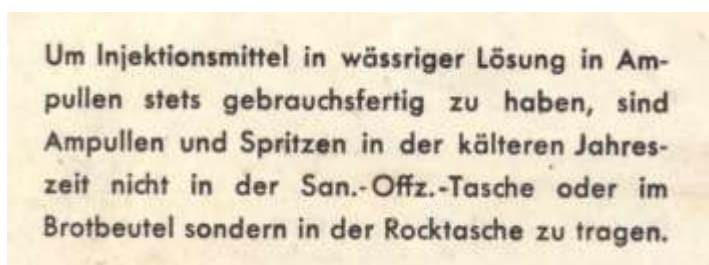 Um Injektionsmittel in wässriger Lösung in Am-
pullen stets gebrauchsfertig zu haben, sind
Ampullen und Spritzen in der kälteren Jahres-
zeit nicht in der San.-Offz.-Tasche oder im
Brotbeutel sondern in der Rocktasche zu tragen.